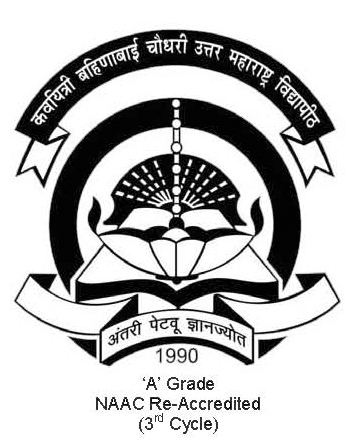 कवयित्री बहिणाबाई चौधरी उत्तर महाराष्ट्र विद्यापीठ
अंतरी पेटवू ज्ञानज्योत
1990
‘A’ Grade
NAAC Re-Accredited
(3rd Cycle)